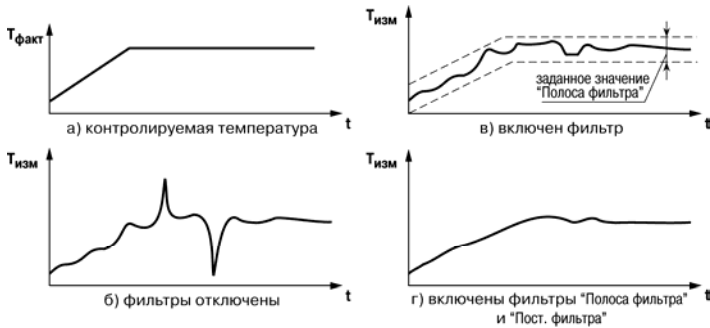 Tфакт
t
а) контролируемая температура
Tизм
заданное значение
“Полоса фильтра”
t
в) включен фильтр
Tизм
t
б) фильтры отключены
Tизм
t
г) включены фильтры “Полоса фильтра”
и “Пост. фильтра”